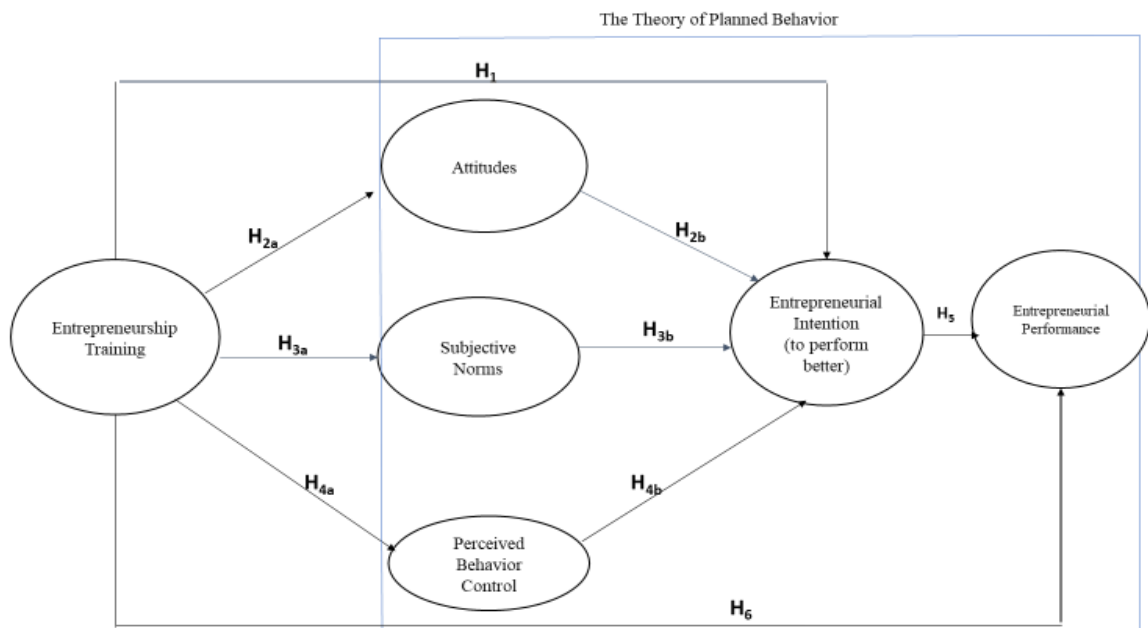 The Theory of Planned Behavior
H1
Attitudes
H2a
H2b
Entrepreneurship
Training
H3a
Subjective
Norms
H3b
Entrepreneurial
Intention
(to perform
better)
H5
Entrepreneurial
Performance
H4a
H4b
Perceived
Behavior
Control
H6